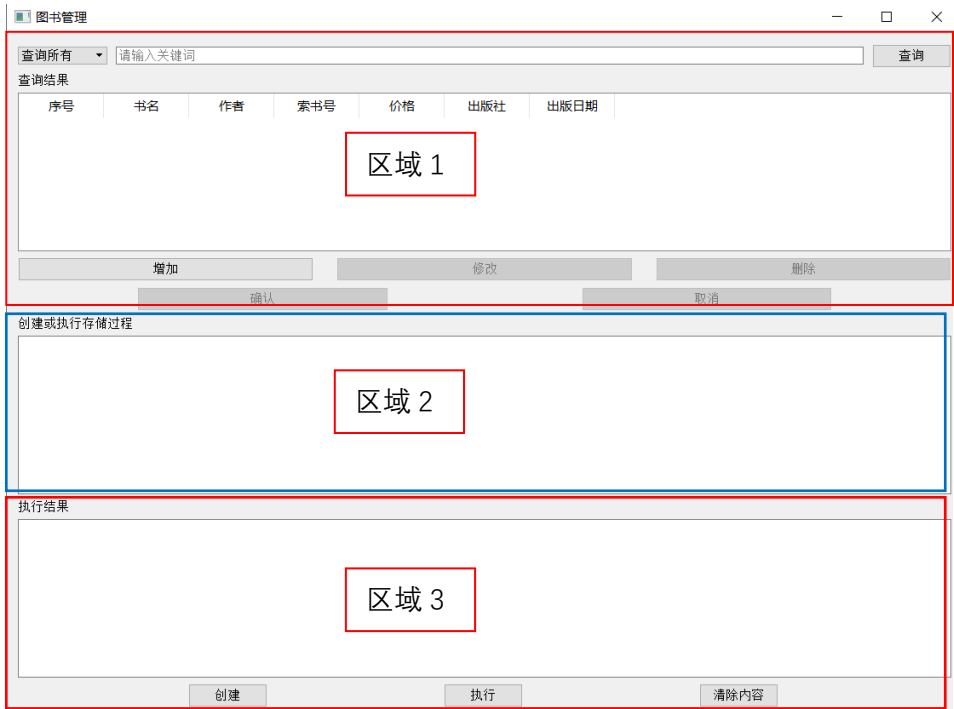 图书管理
查询所有 请输入关键词 查询
查询结果
序号 书名 作者 索书号 价格 出版社 出版日期
区域 1
增加 修改 删除
确认 取消
创建或执行存储过程
区域 2
执行结果
区域 3
创建 执行 清除内容